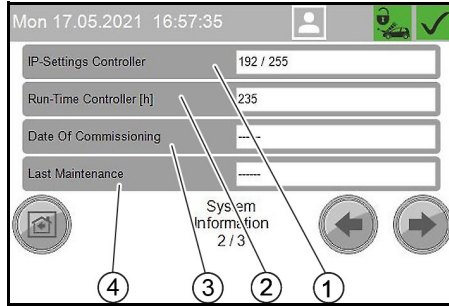 Mon 17.05.2021 16:57:35
IP-Settings Controller 192 / 255
Run-Time Controller [h] 235
Date Of Commissioning -----
Last Maintenance ------
System
Information
2 / 3
4 3 2 1